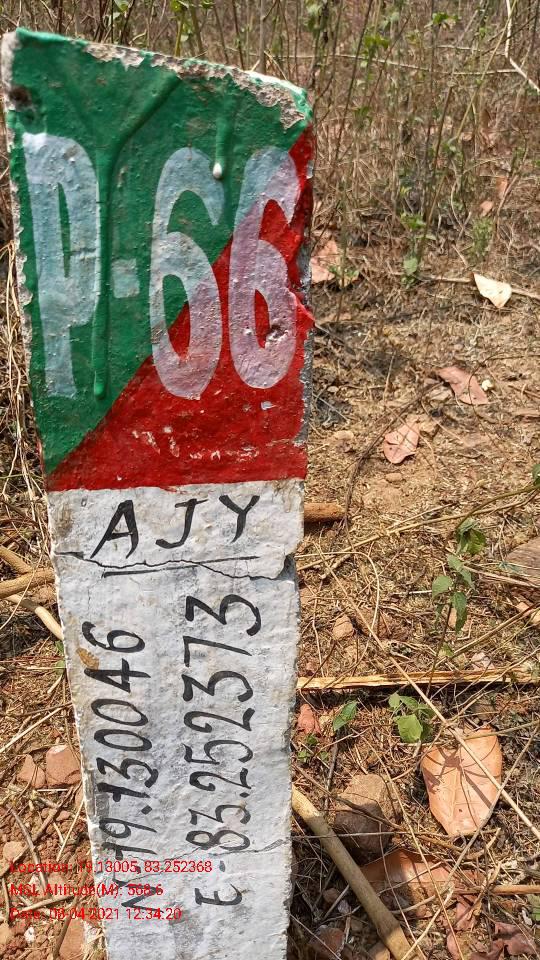 P-66
AJY
N-19.130046
E-83.252373
Location: 19.13005, 83.252368
MSL Altitude(M): 566.6
Date: 08-04-2021 12:34:20